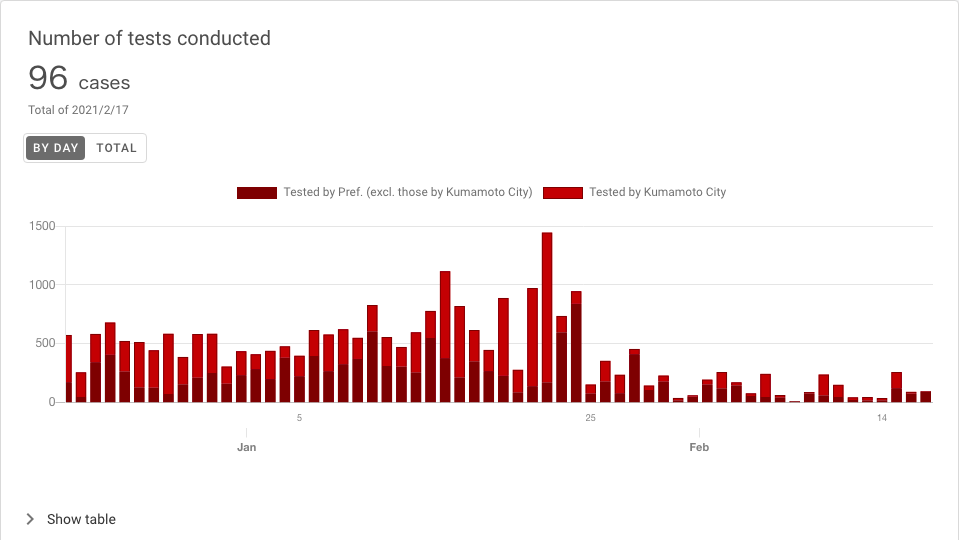 Number of tests conducted
96 cases
Total of 2021/2/17
BY DAY TOTAL
Tested by Pref. (excl. those by Kumamoto City) Tested by Kumamoto City
1500
1000
500
0
5 25 14
Jan Feb
Show table